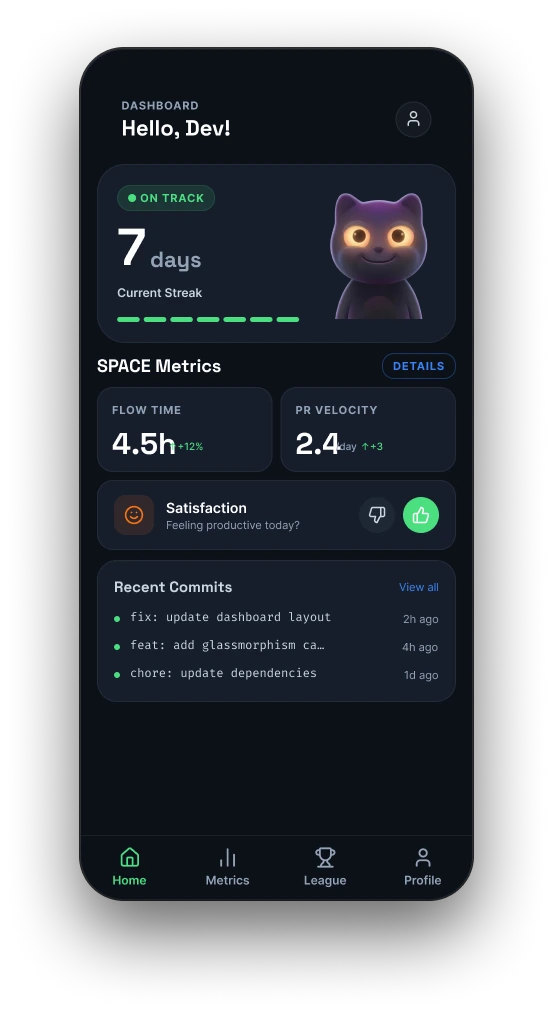 DASHBOARD
Hello, Dev!
ON TRACK
7 days
Current Streak
SPACE Metrics
DETAILS
FLOW TIME
4.5h ↑+12%
PR VELOCITY
2.4/day ↑+3
Satisfaction
Feeling productive today?
Recent Commits
View all
fix: update dashboard layout
2h ago
feat: add glassmorphism ca…
4h ago
chore: update dependencies
1d ago
Home
Metrics
League
Profile